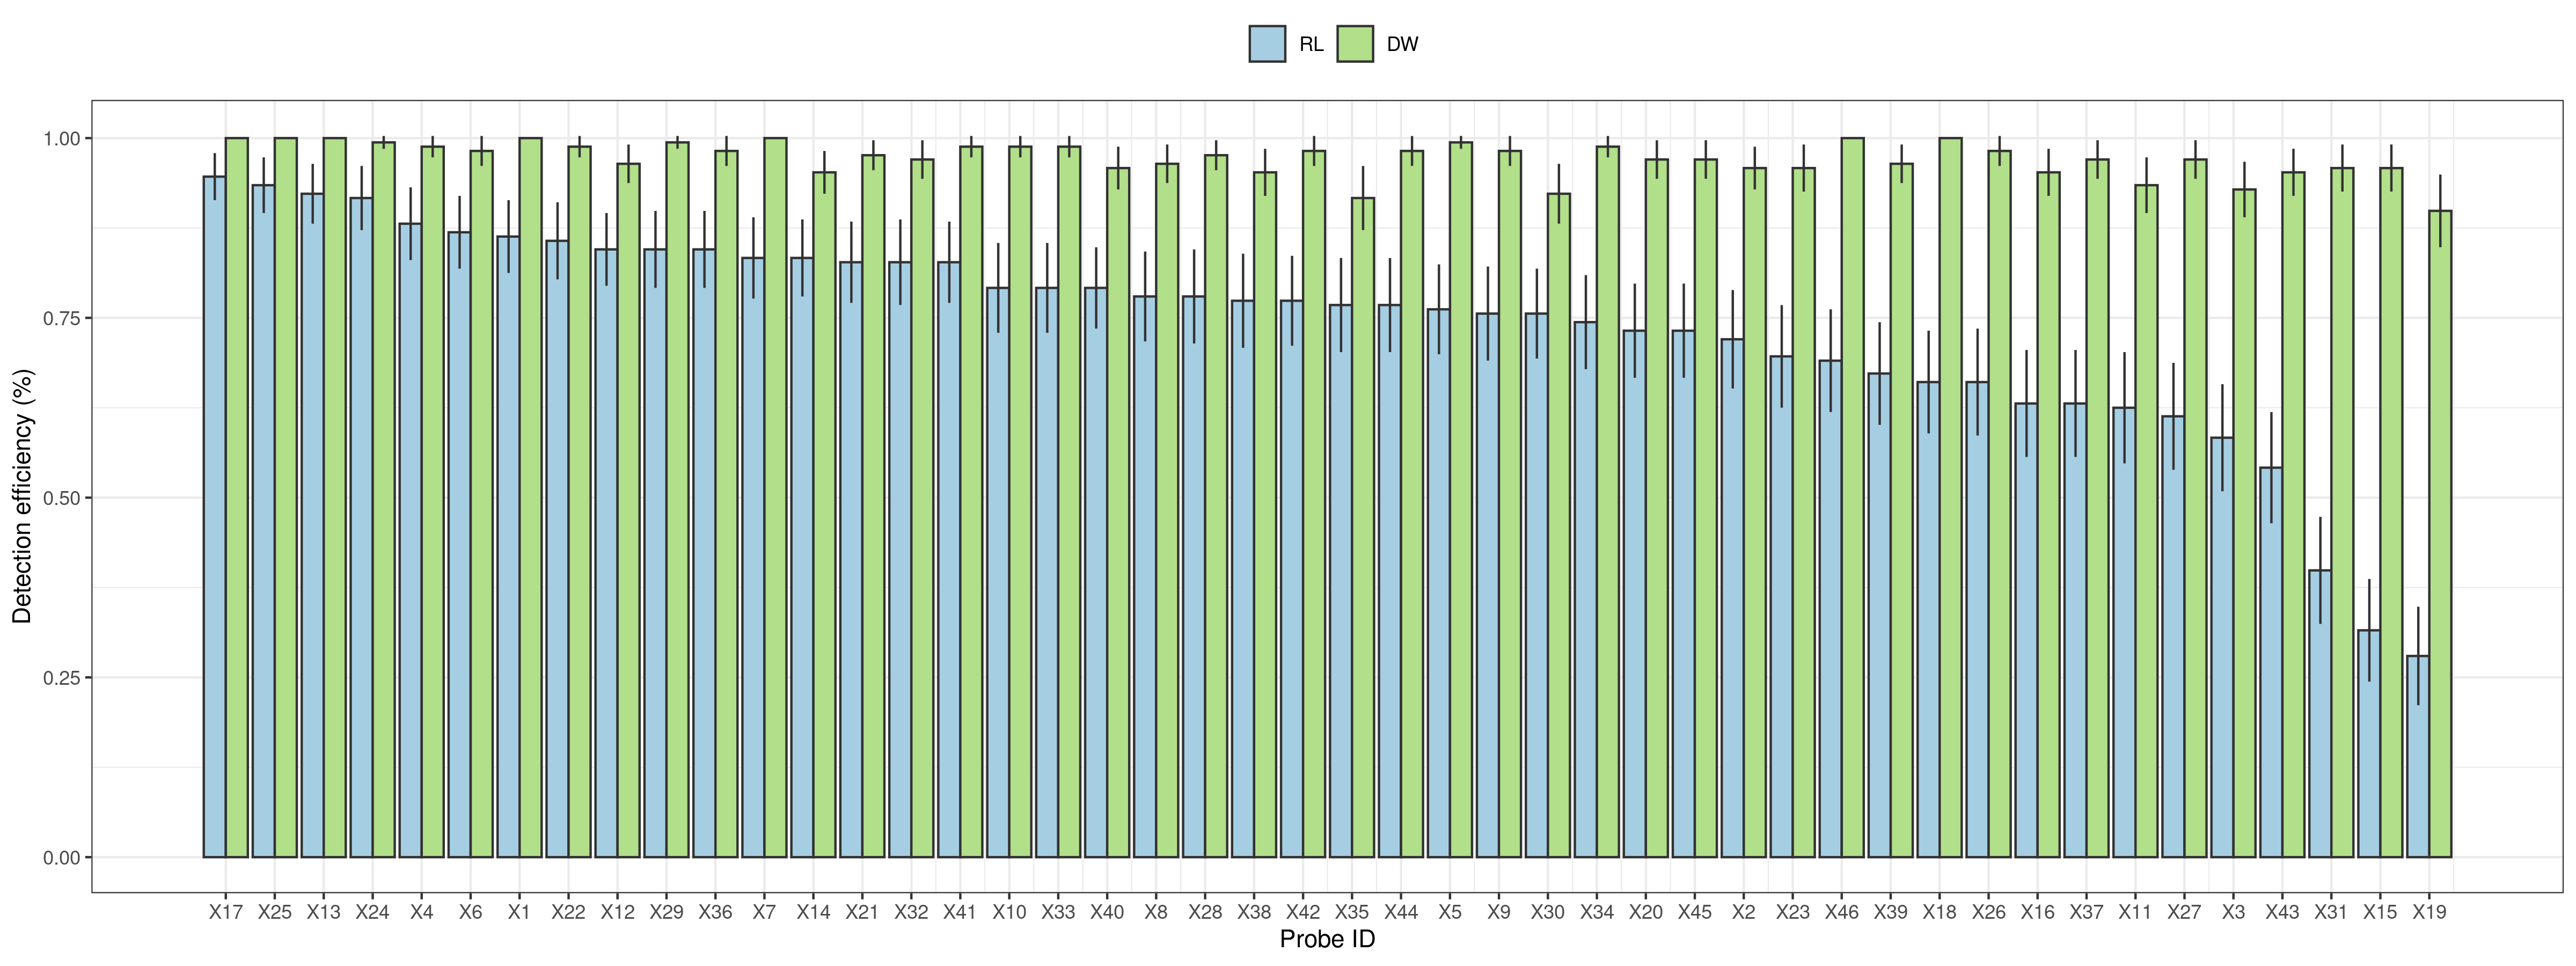 RL DW
Detection efficiency (%)
1.00
0.75
0.50
0.25
0.00
X17 X25 X13 X24 X4 X6 X1 X22 X12 X29 X36 X7 X14 X21 X32 X41 X10 X33 X40 X8 X28 X38 X42 X35 X44 X5 X9 X30 X34 X20 X45 X2 X23 X46 X39 X18 X26 X16 X37 X11 X27 X3 X43 X31 X15 X19
Probe ID